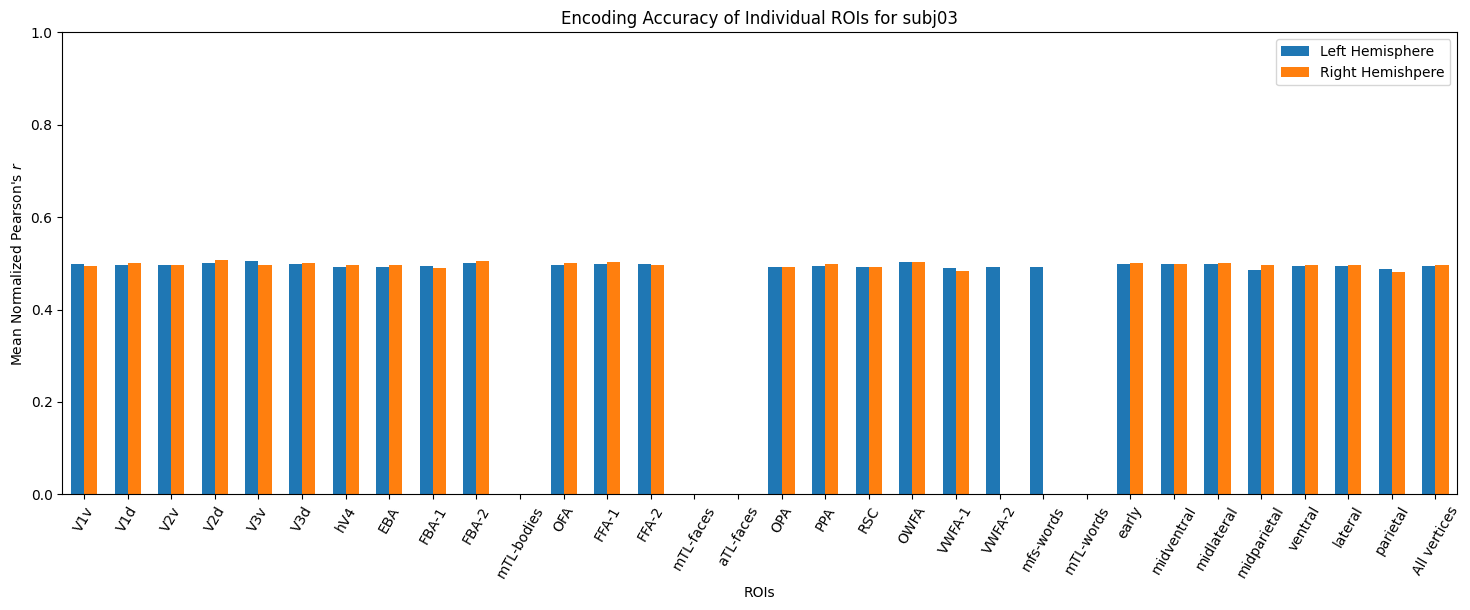 Encoding Accuracy of Individual ROIs for subj03
Left Hemisphere
Right Hemishpere
Mean Normalized Pearson's r
1.0
0.8
0.6
0.4
0.2
0.0
V1v
V1d
V2v
V2d
V3v
V3d
hV4
EBA
FBA-1
FBA-2
mTL-bodies
OFA
FFA-1
FFA-2
mTL-faces
aTL-faces
OPA
PPA
RSC
OWFA
VWFA-1
VWFA-2
mfs-words
mTL-words
early
midventral
midlateral
midparietal
ventral
lateral
parietal
All vertices
ROIs